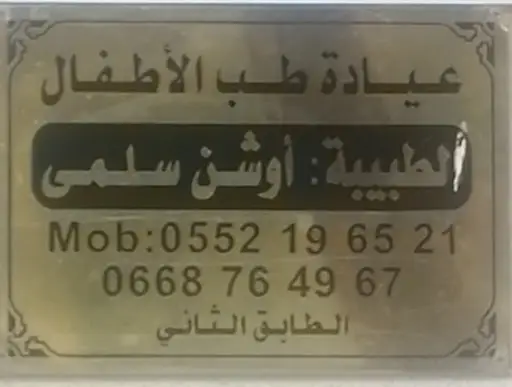 عيادة طب الأطفال
الطبيبة: أوشن سلمى
Mob:0552 19 65 21
0668 76 49 67
الطابق الثاني